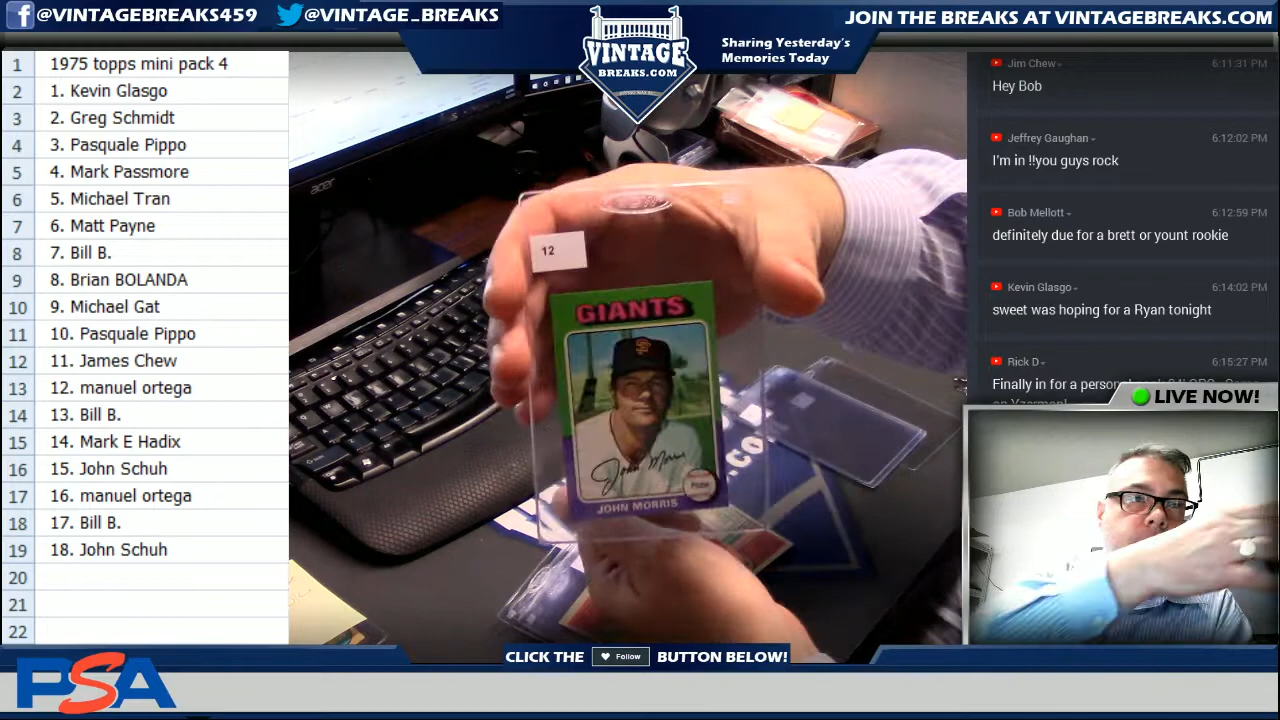 @VINTAGEBREAKS459
@VINTAGE_BREAKS
VINTAGE
BREAKS.COM
Sharing Yesterday's
Memories Today
JOIN THE BREAKS AT VINTAGEBREAKS.COM
1 1975 topps mini pack 4
2 1. Kevin Glasgo
3 2. Greg Schmidt
4 3. Pasquale Pippo
5 4. Mark Passmore
6 5. Michael Tran
7 6. Matt Payne
8 7. Bill B.
9 8. Brian BOLANDA
10 9. Michael Gat
11 10. Pasquale Pippo
12 11. James Chew
13 12. manuel ortega
14 13. Bill B.
15 14. Mark E Hadix
16 15. John Schuh
17 16. manuel ortega
18 17. Bill B.
19 18. John Schuh
20
21
22
acer
12
GIANTS
John Morris
JOHN MORRIS
.CO
Jim Chew 6:11:31 PM
Hey Bob
Jeffrey Gaughan 6:12:02 PM
I'm in !!you guys rock
Bob Mellott 6:12:59 PM
definitely due for a brett or yount rookie
Kevin Glasgo 6:14:02 PM
sweet was hoping for a Ryan tonight
Rick D 6:15:27 PM
Finally in for a person
LIVE NOW!
CLICK THE Follow BUTTON BELOW!
PSA